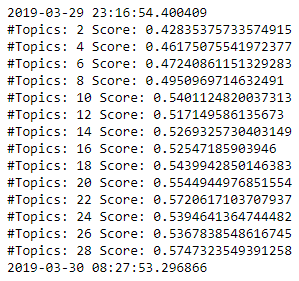 2019-03-29 23:16:54.400409
#Topics: 2 Score: 0.42835375733574915
#Topics: 4 Score: 0.46175075541972377
#Topics: 6 Score: 0.47240861151329283
#Topics: 8 Score: 0.4950969714632491
#Topics: 10 Score: 0.5401124820037313
#Topics: 12 Score: 0.517149586135673
#Topics: 14 Score: 0.5269325730403149
#Topics: 16 Score: 0.52547185903946
#Topics: 18 Score: 0.5439942850146383
#Topics: 20 Score: 0.5544944976851554
#Topics: 22 Score: 0.5720617103707937
#Topics: 24 Score: 0.5394641364744482
#Topics: 26 Score: 0.5367838548616745
#Topics: 28 Score: 0.5747323549391258
2019-03-30 08:27:53.296866